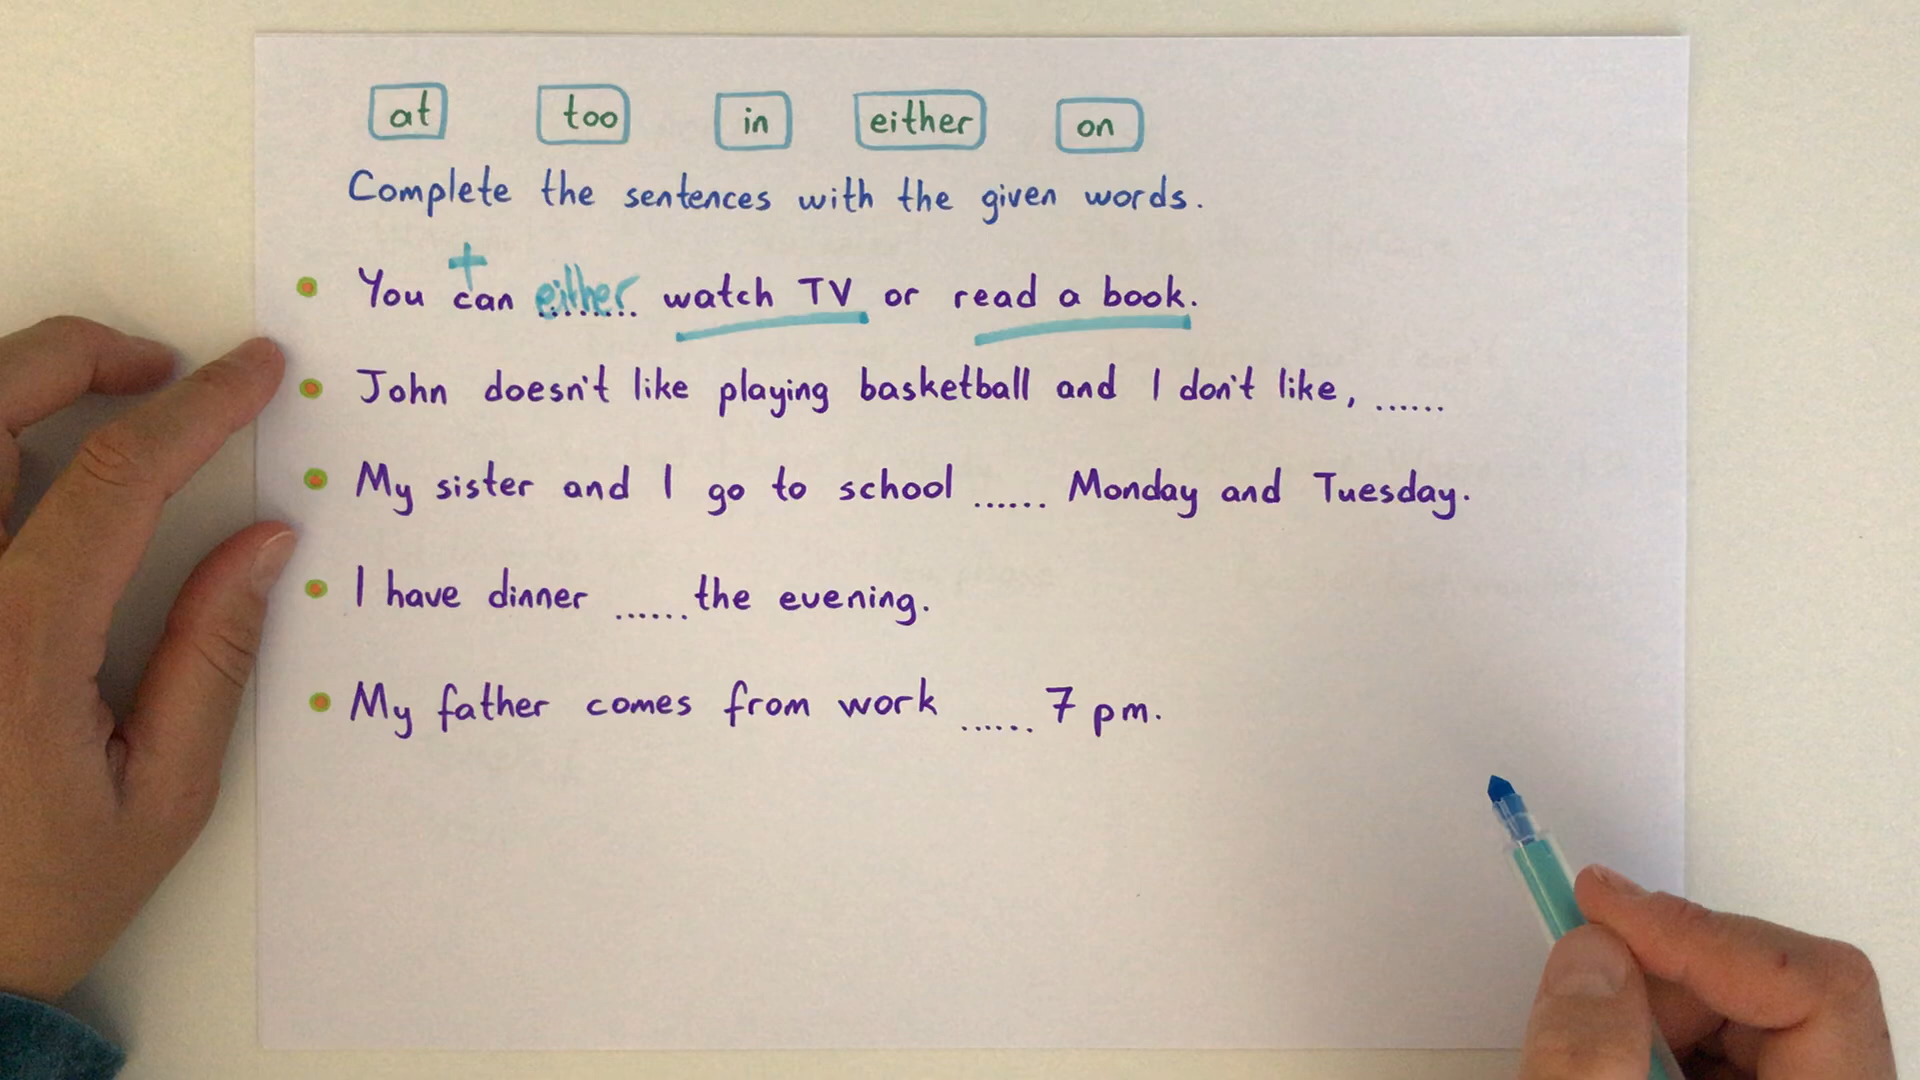 at too in either on
Complete the sentences with the given words.
+
You can either watch TV or read a book.
John doesn't like playing basketball and I don't like, ......
My sister and I go to school ...... Monday and Tuesday.
I have dinner ...... the evening.
My father comes from work ...... 7 pm.